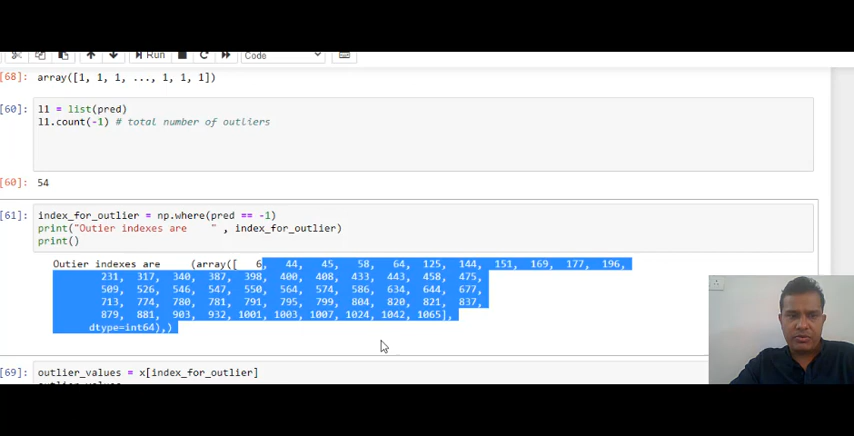 Run Code
[68] array([1, 1, 1, ..., 1, 1, 1])
[60]: l1 = list(pred)
l1.count(-1) # total number of outliers
[60]: 54
[61]: index_for_outlier = np.where(pred == -1)
print("Outier indexes are    " , index_for_outlier)
print()
Outier indexes are     (array([   6,   44,   45,   58,   64,  125,  144,  151,  169,  177,  196,
231,  317,  340,  387,  398,  400,  408,  433,  443,  458,  475,
509,  526,  546,  547,  550,  564,  574,  586,  634,  644,  677,
713,  774,  780,  781,  791,  795,  799,  804,  820,  821,  837,
879,  881,  903,  932, 1001, 1003, 1007, 1024, 1042, 1065],
dtype=int64),)
[69]: outlier_values = x[index_for_outlier]